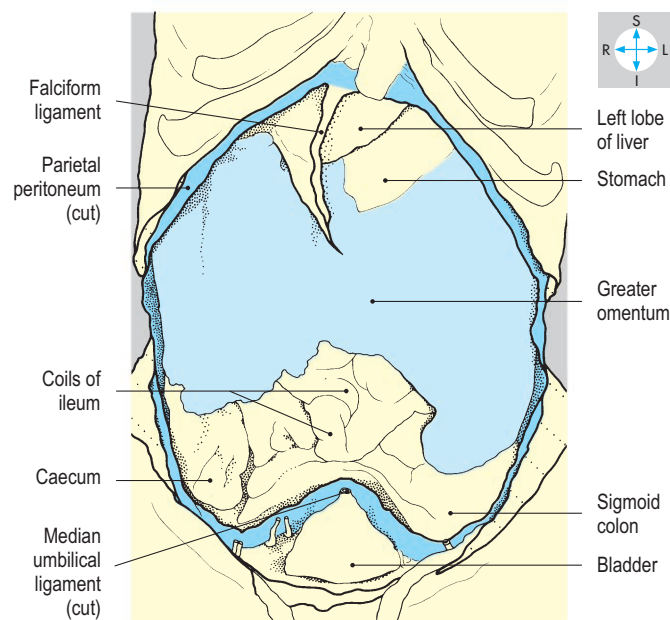 Falciform
ligament
Parietal
peritoneum
(cut)
Coils of
ileum
Caecum
Median
umbilical
ligament
(cut)
S
R
L
I
Left lobe
of liver
Stomach
Greater
omentum
Sigmoid
colon
Bladder